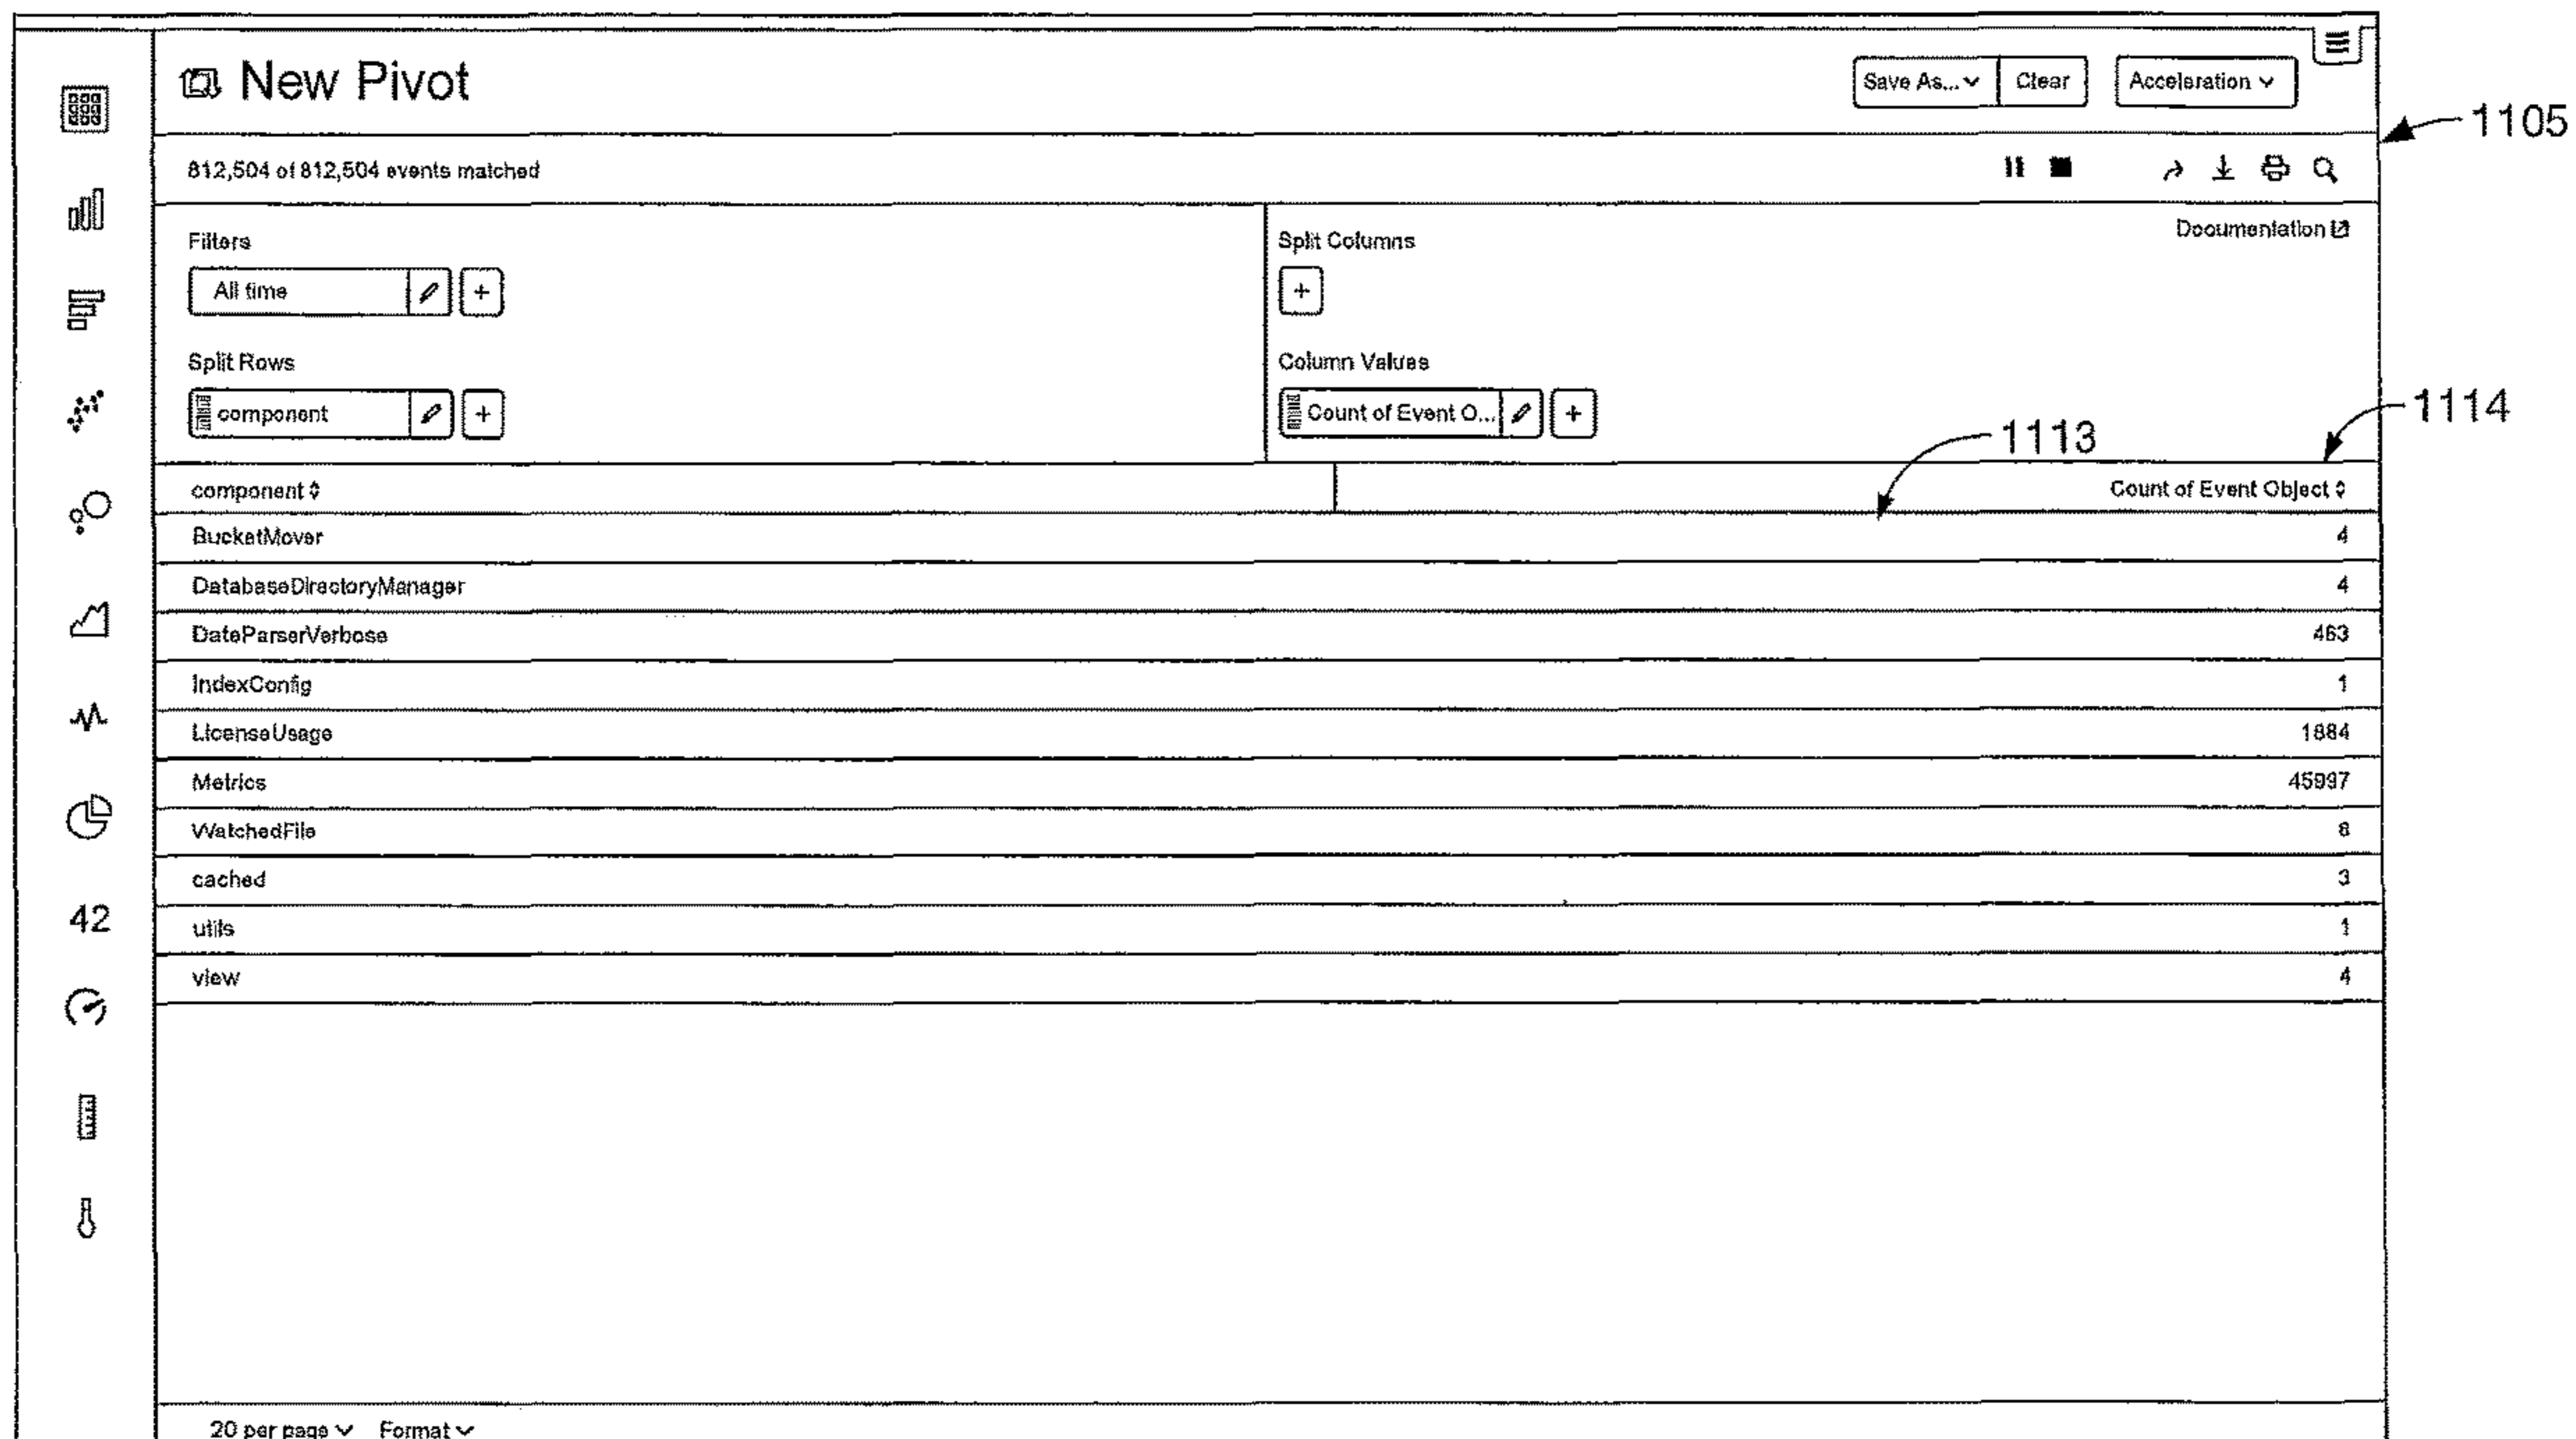 New Pivot
Save As...
Clear
Acceleration
1105
812,504 of 812,504 events matched
Filters
Split Columns
Documentation
All time
+
+
Split Rows
Column Values
component
+
Count of Event O...
+
1113
1114
component
Count of Event Object
BucketMover
4
DatabaseDirectoryManager
4
DateParserVerbose
463
IndexConfig
1
LicenseUsage
1884
Metrics
45997
WatchedFile
cached
3
42
utils
1
view
4
20 per page
Format